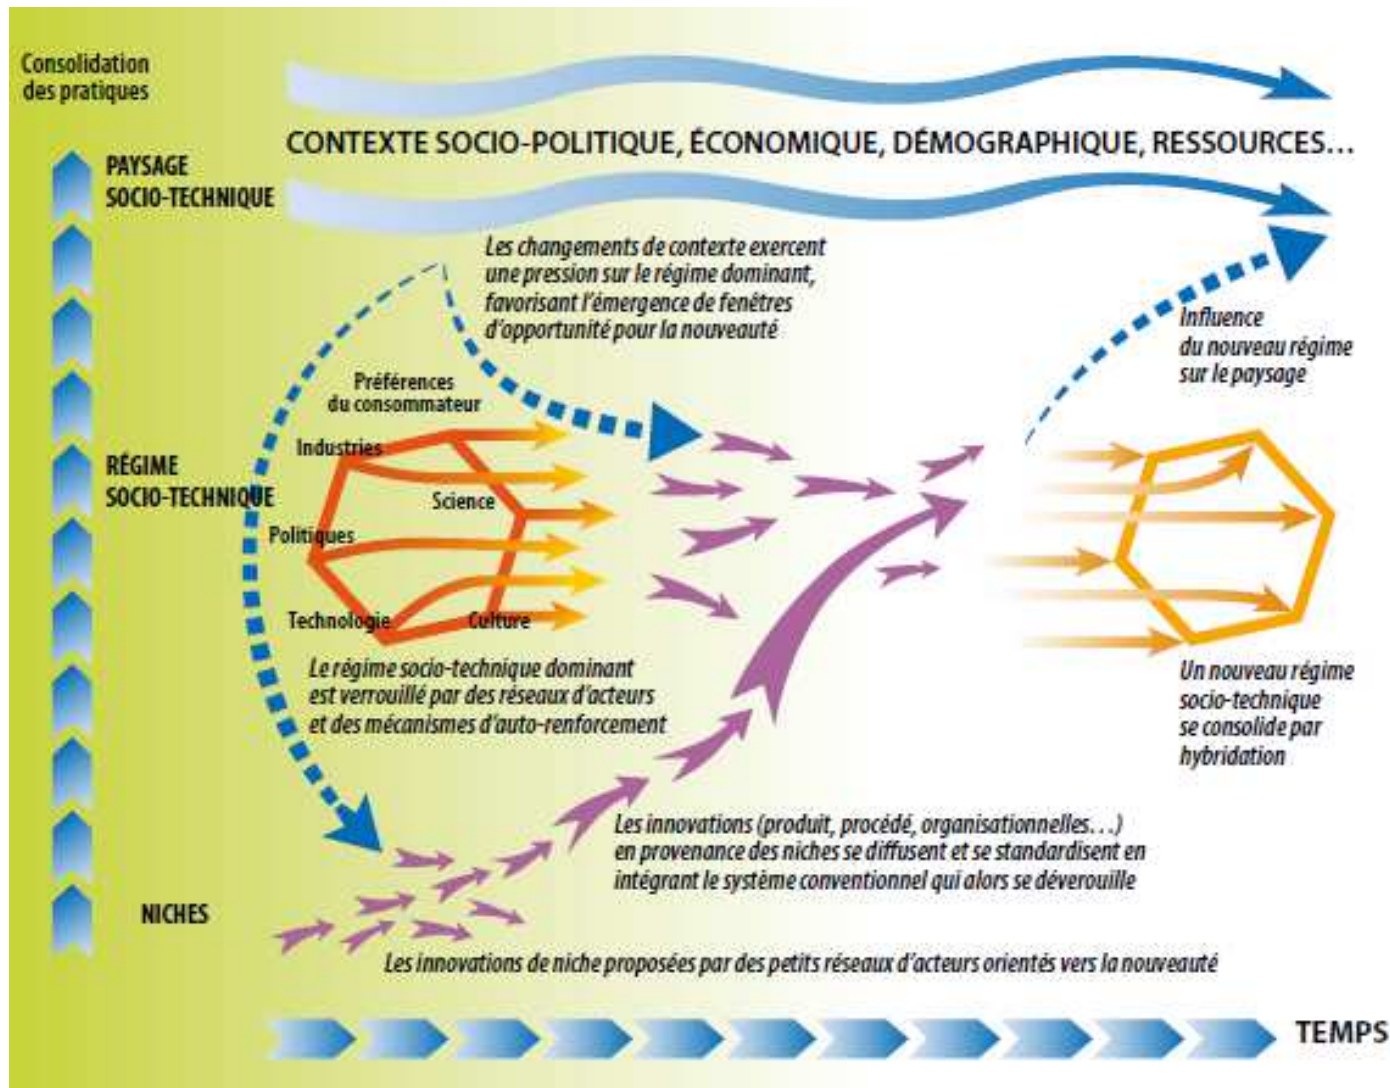 Consolidation
des pratiques
CONTEXTE SOCIO-POLITIQUE, ÉCONOMIQUE, DÉMOGRAPHIQUE, RESSOURCES...
PAYSAGE
SOCIO-TECHNIQUE
Les changements de contexte exercent
une pression sur le régime dominant,
favorisant l'émergence de fenêtres
d'opportunité pour la nouveauté
Influence
du nouveau régime
sur le paysage
Préférences
du consommateur
Industries
RÉGIME
SOCIO-TECHNIQUE
Science
Politiques
Technologie
Culture
Le régime socio-technique dominant
est verrouillé par des réseaux d'acteurs
et des mécanismes d'auto-renforcement
Un nouveau régime
socio-technique
se consolide par
hybridation
Les innovations (produit, procédé, organisationnelles...)
en provenance des niches se diffusent et se standardisent en
intégrant le système conventionnel qui alors se déverouille
NICHES
Les innovations de niche proposées par des petits réseaux d'acteurs orientés vers la nouveauté
TEMPS